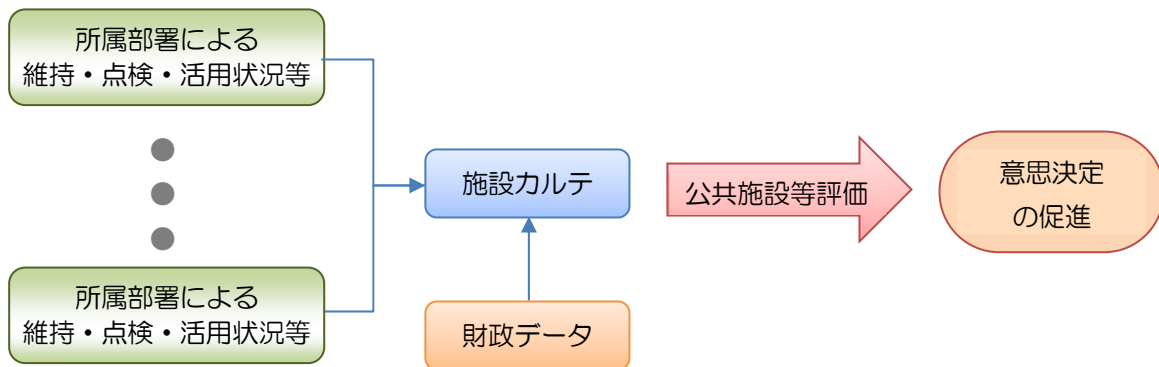 所属部署による
維持・点検・活用状況等
施設カルテ
公共施設等評価
意思決定
の促進
所属部署による
維持・点検・活用状況等
財政データ